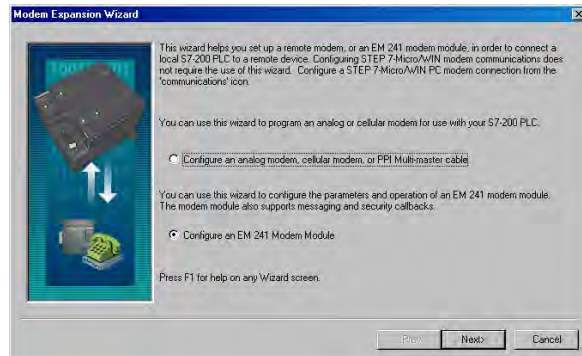 Modem Expansion Wizard
This wizard helps you set up a remote modem, or an EM 241 modem module, in order to connect a
local S7-200 PLC to a remote device. Configuring STEP 7-Micro/WIN modem communications does
not require the use of this wizard. Configure a STEP 7-Micro/WIN PC modem connection from the
'communications' icon.
You can use this wizard to program an analog or cellular modem for use with your S7-200 PLC.
Configure an analog modem, cellular modem, or PPI Multi-master cable
You can use this wizard to configure the parameters and operation of an EM 241 modem module.
The modem module also supports messaging and security callbacks.
Configure an EM 241 Modem Module
Press F1 for help on any Wizard screen.
Next> Cancel